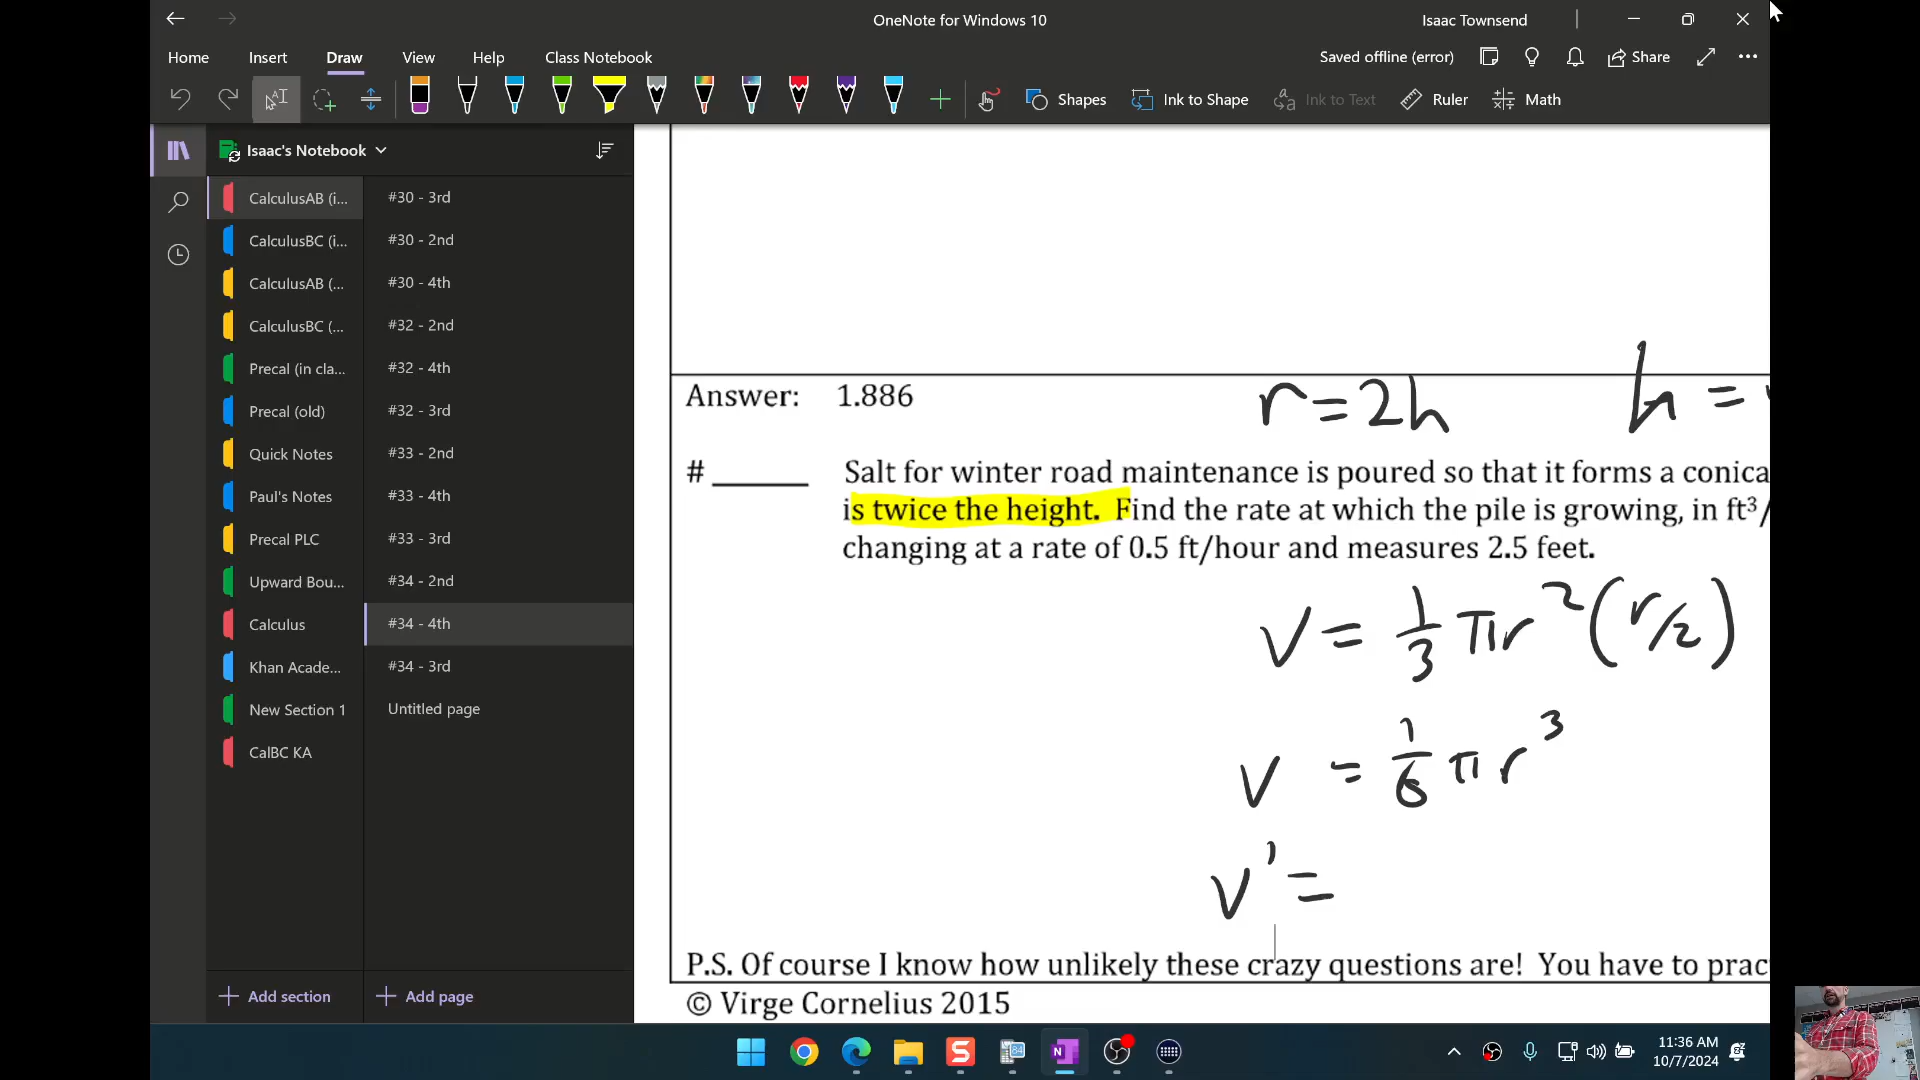 OneNote for Windows 10
Isaac Townsend
Home Insert Draw View Help Class Notebook
Saved offline (error) Share
Shapes Ink to Shape Ink to Text Ruler Math
Isaac's Notebook
CalculusAB (i...
CalculusBC (i...
CalculusAB (...
CalculusBC (...
Precal (in cla...
Precal (old)
Quick Notes
Paul's Notes
Precal PLC
Upward Bou...
Calculus
Khan Acade...
New Section 1
CalBC KA
Add section
#30 - 3rd
#30 - 2nd
#30 - 4th
#32 - 2nd
#32 - 4th
#32 - 3rd
#33 - 2nd
#33 - 4th
#33 - 3rd
#34 - 2nd
#34 - 4th
#34 - 3rd
Untitled page
Add page
Answer: 1.886
r = 2h h =
# ______ Salt for winter road maintenance is poured so that it forms a conica
is twice the height. Find the rate at which the pile is growing, in ft³/
changing at a rate of 0.5 ft/hour and measures 2.5 feet.
V = 1/3 πr²(r/2)
V = 1/6 πr³
V' =
P.S. Of course I know how unlikely these crazy questions are! You have to prac
© Virge Cornelius 2015
11:36 AM
10/7/2024